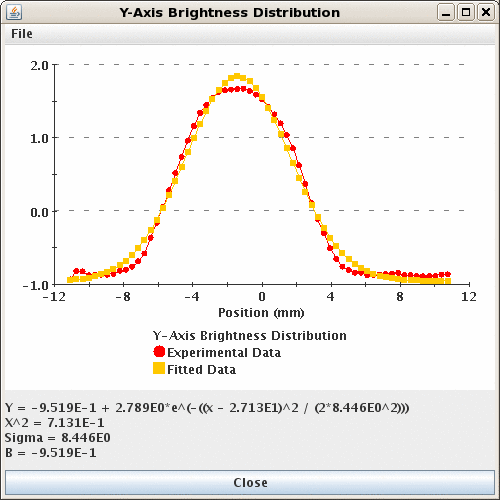 Y-Axis Brightness Distribution
File
2.0
1.0
0.0
-1.0
-12 -8 -4 0 4 8 12
Position (mm)
Y-Axis Brightness Distribution
Experimental Data
Fitted Data
Y = -9.519E-1 + 2.789E0*e^(-((x - 2.713E1)^2 / (2*8.446E0^2)))
X^2 = 7.131E-1
Sigma = 8.446E0
B = -9.519E-1
Close